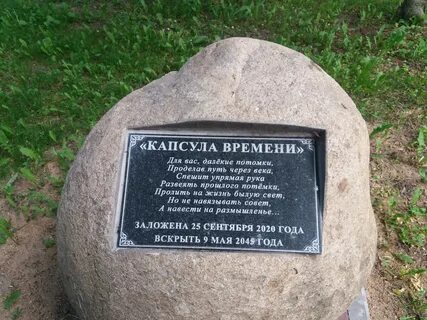 «КАПСУЛА ВРЕМЕНИ»
Для вас, далёкие потомки,
Проделав путь через века,
Спешит упрямая рука
Развеять прошлого потёмки,
Пролить на жизнь былую свет,
Но не навязывать совет,
А навести на размышленье...
ЗАЛОЖЕНА 25 СЕНТЯБРЯ 2020 ГОДА
ВСКРЫТЬ 9 МАЯ 2045 ГОДА